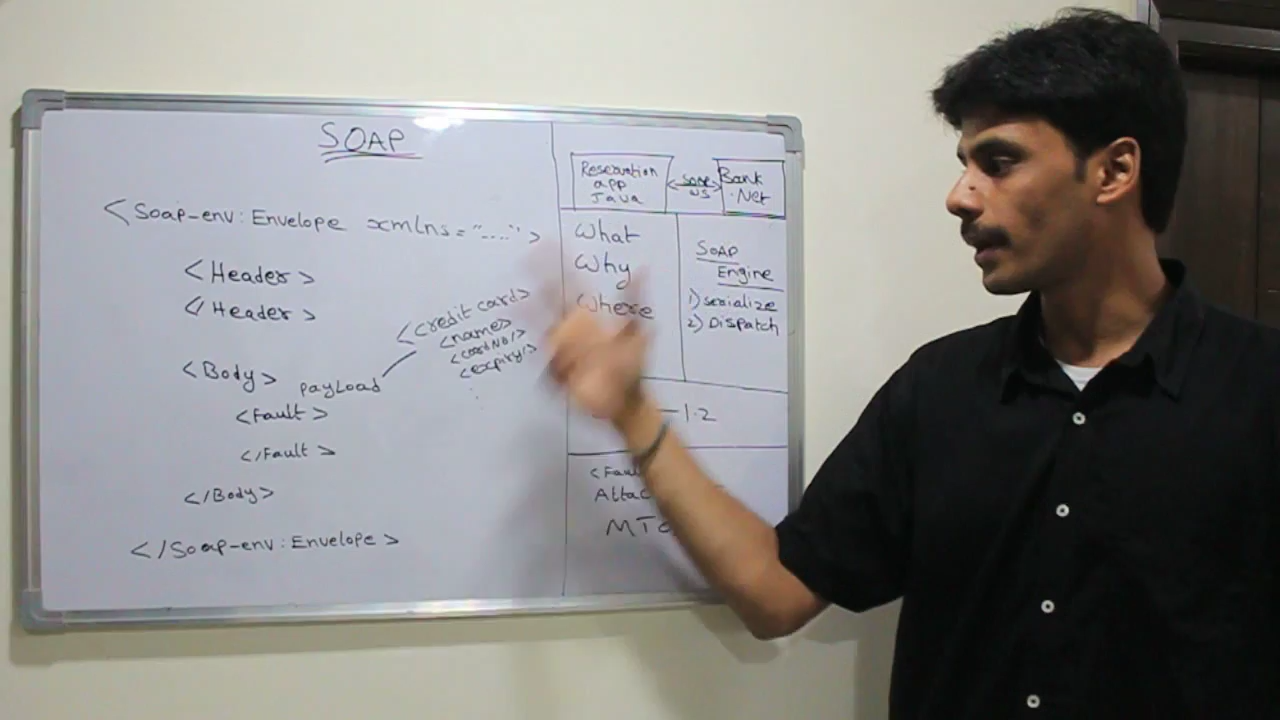 SOAP
<Soap-env:Envelope xmlns="....">
<Header>
</Header>
<Body>
payLoad
<credit card>
<name>
<cardNo/>
<expiry/>
<Fault>
</Fault>
</Body>
</Soap-env:Envelope>
Reservation
app
Java
SOAP
WS
Bank
.Net
What
Why
Where
SOAP
Engine
1) serialize
2) Dispatch
1.2